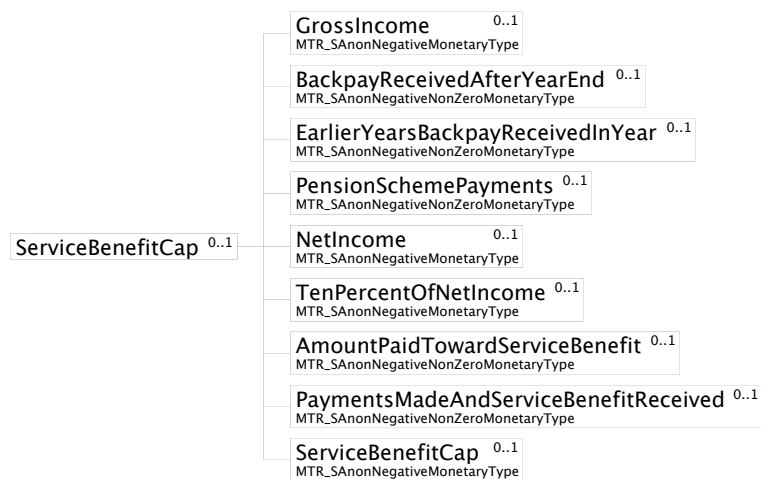 GrossIncome 0..1
MTR_SAnonNegativeMonetaryType
BackpayReceivedAfterYearEnd 0..1
MTR_SAnonNegativeNonZeroMonetaryType
EarlierYearsBackpayReceivedInYear 0..1
MTR_SAnonNegativeNonZeroMonetaryType
PensionSchemePayments 0..1
MTR_SAnonNegativeNonZeroMonetaryType
ServiceBenefitCap 0..1
NetIncome 0..1
MTR_SAnonNegativeMonetaryType
TenPercentOfNetIncome 0..1
MTR_SAnonNegativeMonetaryType
AmountPaidTowardServiceBenefit 0..1
MTR_SAnonNegativeNonZeroMonetaryType
PaymentsMadeAndServiceBenefitReceived 0..1
MTR_SAnonNegativeNonZeroMonetaryType
ServiceBenefitCap 0..1
MTR_SAnonNegativeMonetaryType